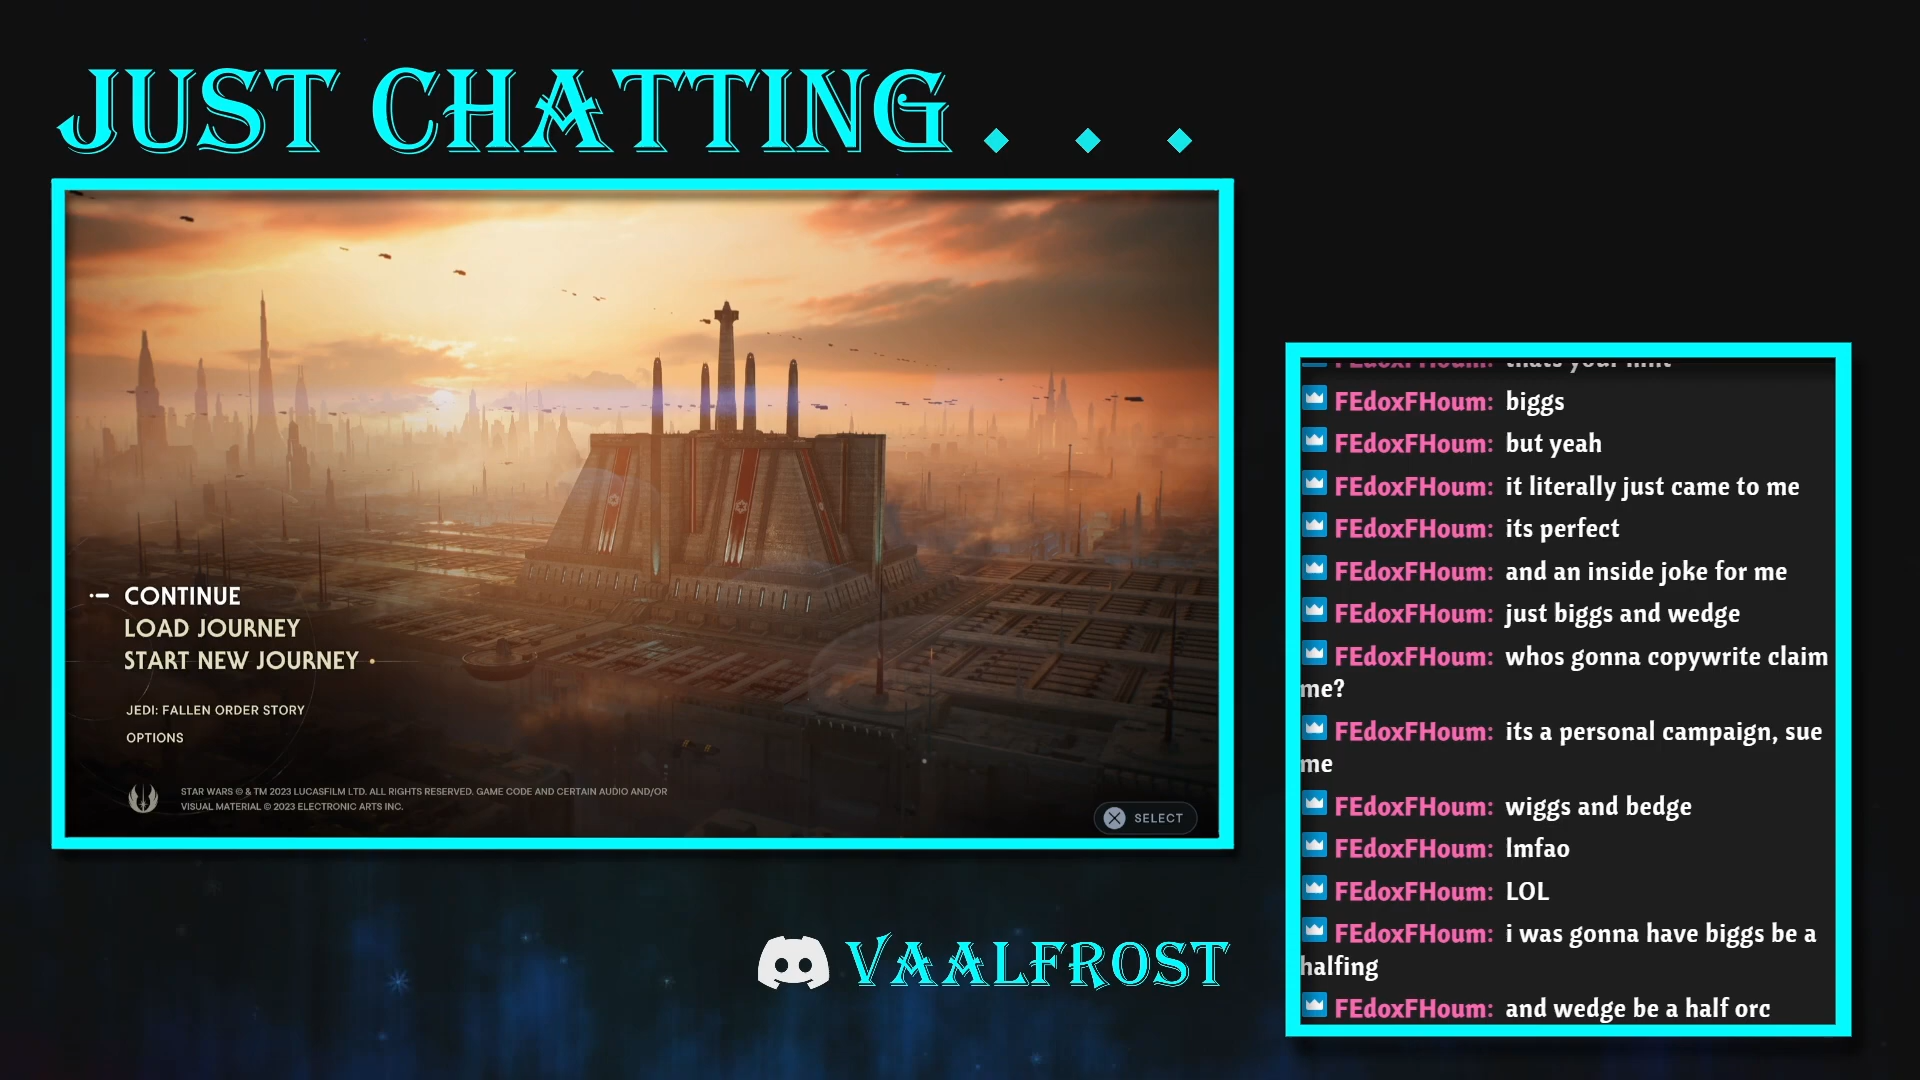 JUST CHATTING . . .
CONTINUE
LOAD JOURNEY
START NEW JOURNEY
JEDI: FALLEN ORDER STORY
OPTIONS
STAR WARS © & TM 2023 LUCASFILM LTD. ALL RIGHTS RESERVED. GAME CODE AND CERTAIN AUDIO AND/OR
VISUAL MATERIAL © 2023 ELECTRONIC ARTS INC.
SELECT
VAALFROST
FEdoxFHoum: thats your hint
FEdoxFHoum: biggs
FEdoxFHoum: but yeah
FEdoxFHoum: it literally just came to me
FEdoxFHoum: its perfect
FEdoxFHoum: and an inside joke for me
FEdoxFHoum: just biggs and wedge
FEdoxFHoum: whos gonna copywrite claim
me?
FEdoxFHoum: its a personal campaign, sue
me
FEdoxFHoum: wiggs and bedge
FEdoxFHoum: lmfao
FEdoxFHoum: LOL
FEdoxFHoum: i was gonna have biggs be a
halfing
FEdoxFHoum: and wedge be a half orc